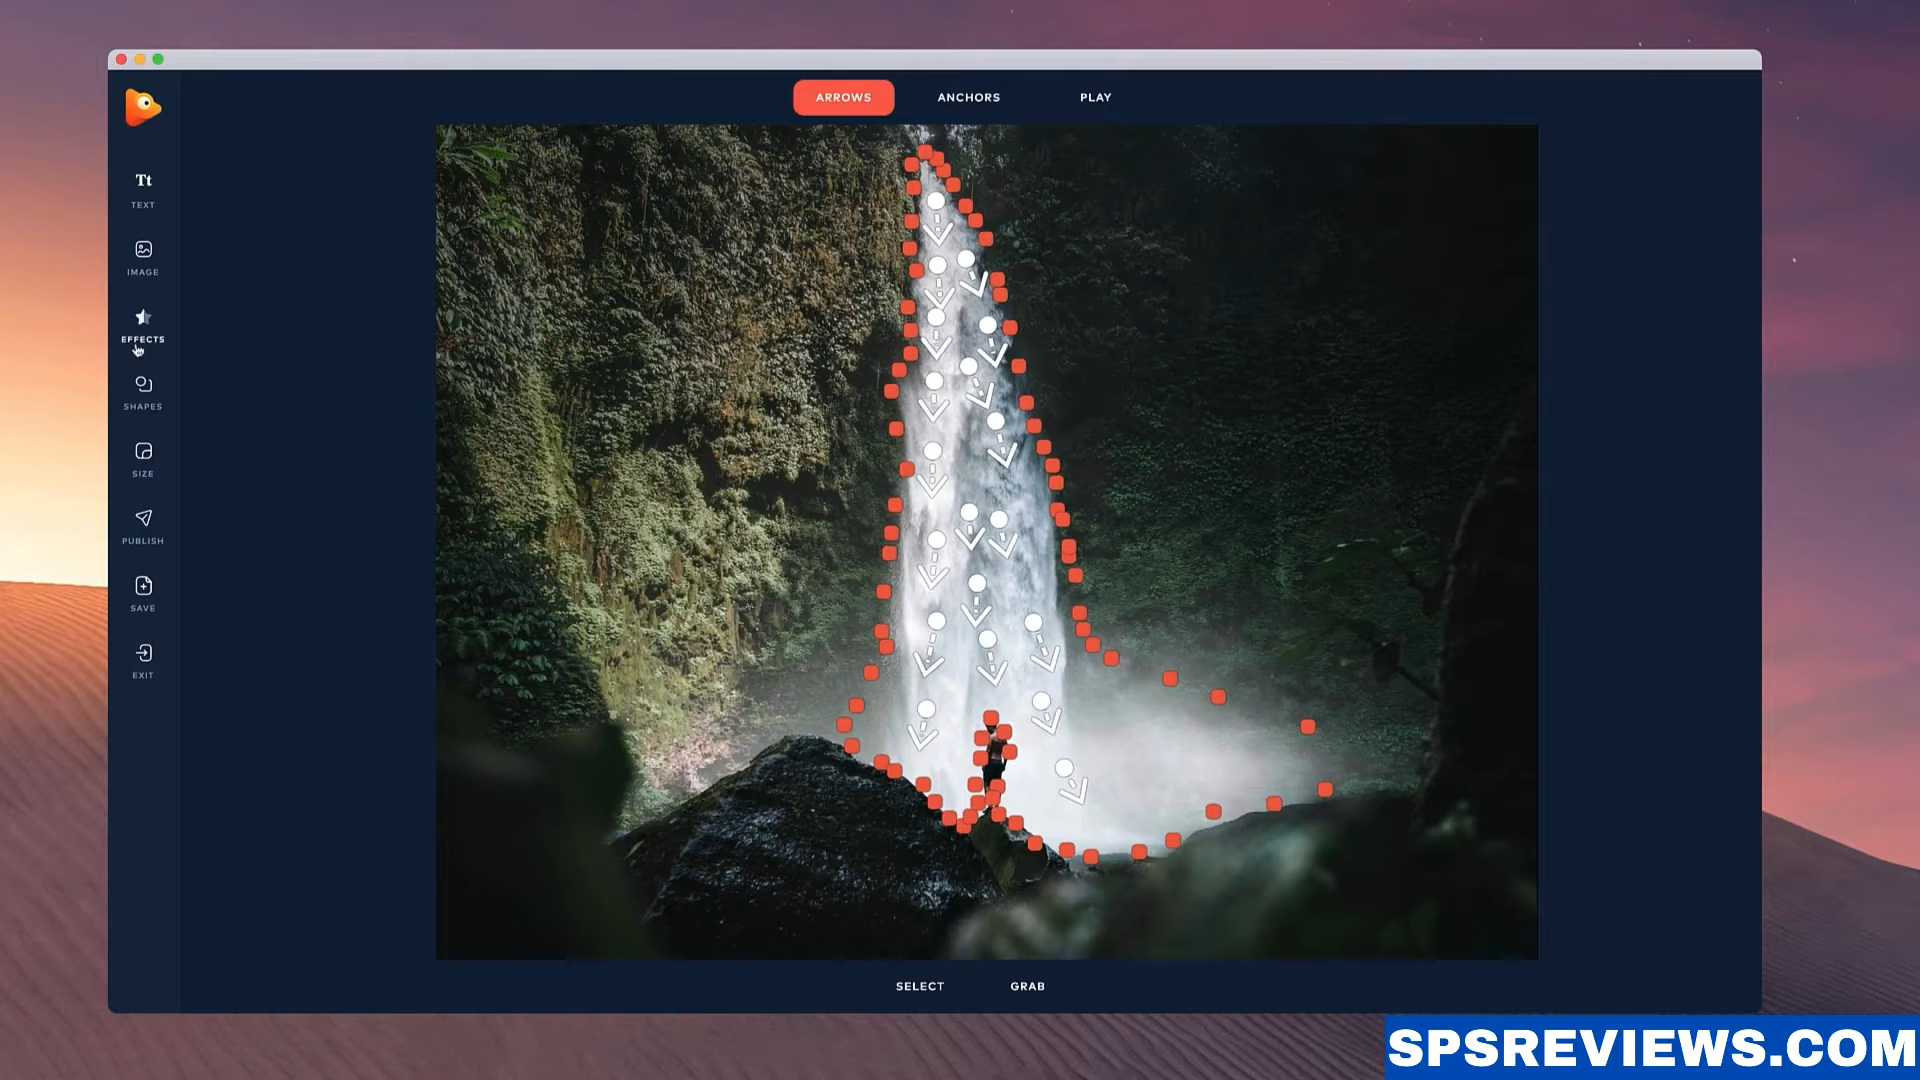 ARROWS ANCHORS PLAY
Tt
TEXT
IMAGE
EFFECTS
SHAPES
SIZE
PUBLISH
SAVE
EXIT
SELECT GRAB
SPSREVIEWS.COM